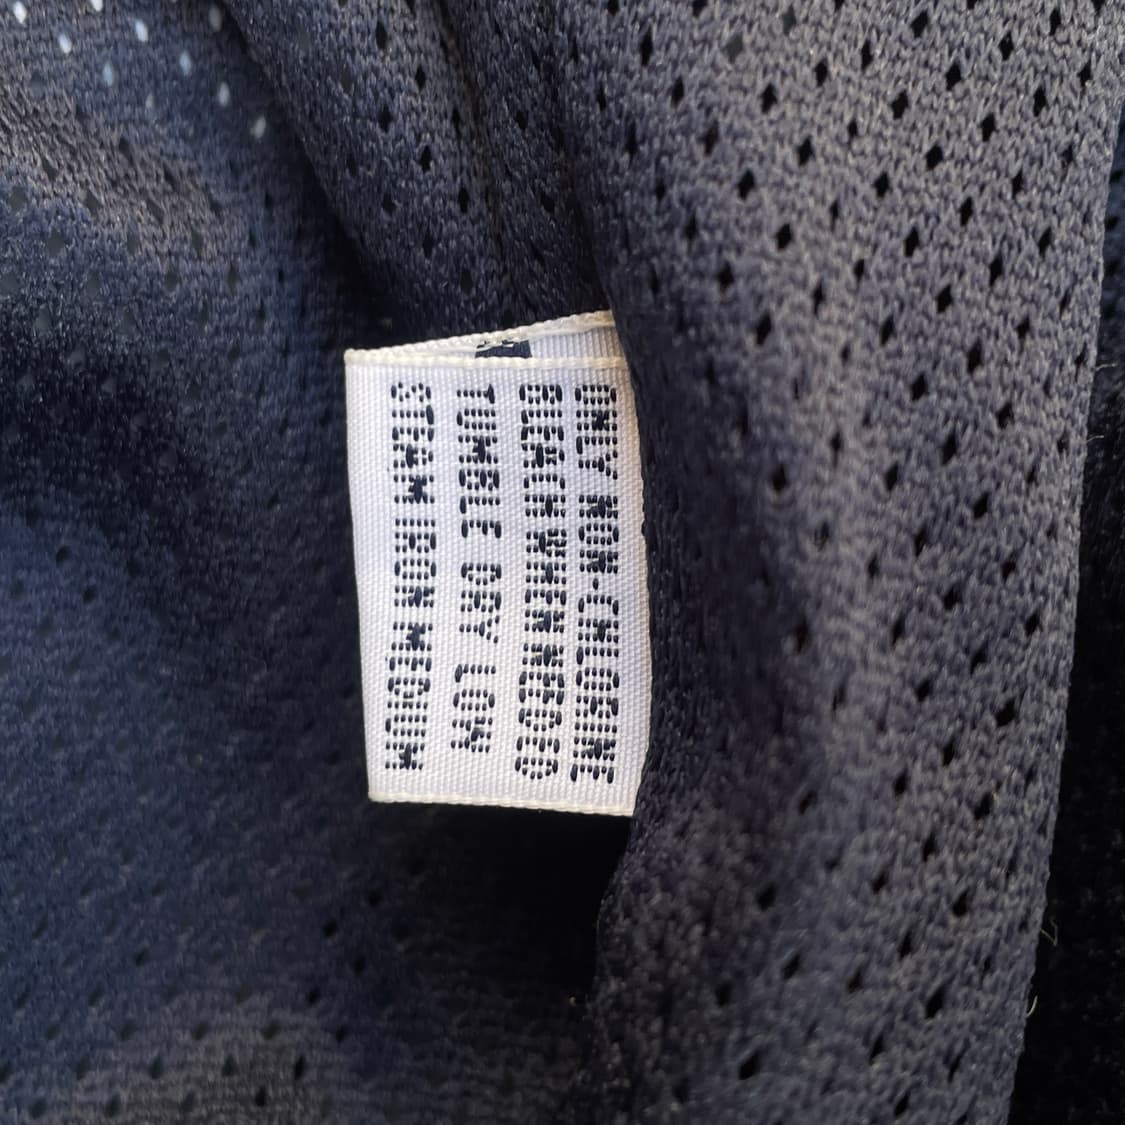 ONLY NON-CHLORINE
BLEACH WHEN NEEDED
TUMBLE DRY LOW
STEAM IRON MEDIUM